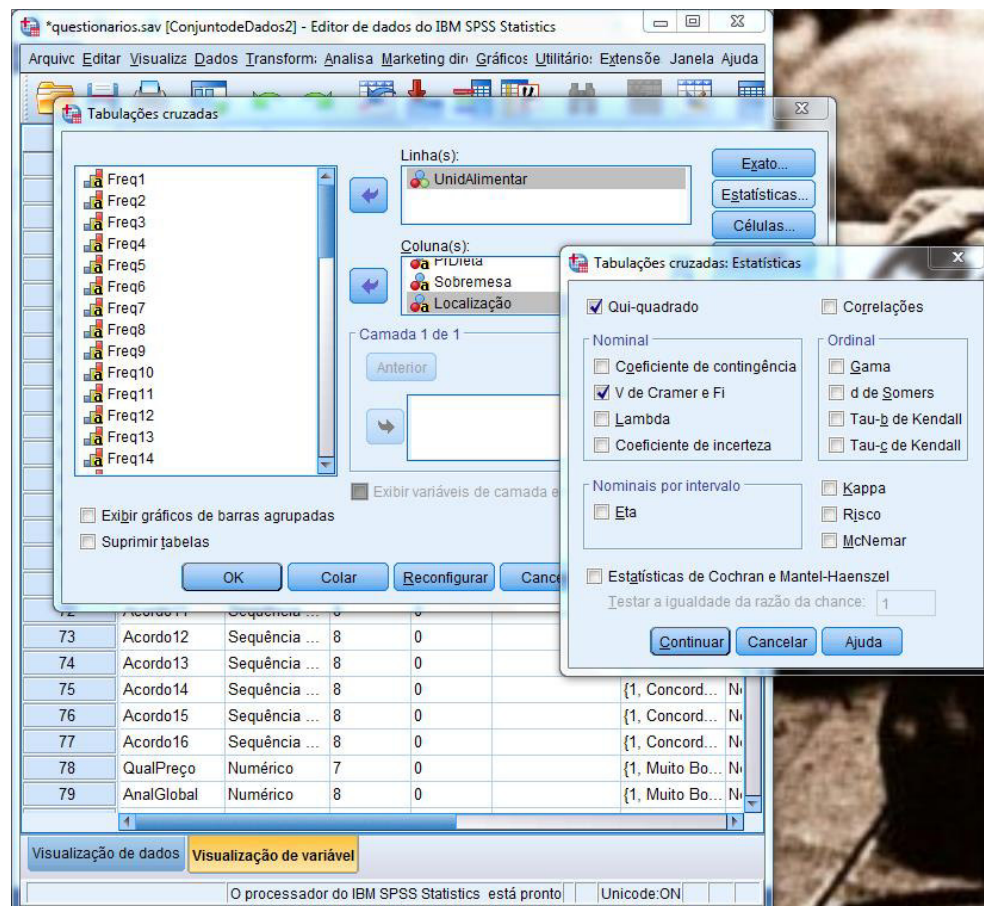 *questionarios.sav [ConjuntodeDados2] - Editor de dados do IBM SPSS Statistics
Arquivc Editar Visualiza Dados Transform: Analisa Marketing dir Gráficos Utilitário: Extensõe Janela Ajuda
Tabulações cruzadas
Freq1
Freq2
Freq3
Freq4
Freq5
Freq6
Freq7
Freq8
Freq9
Freq10
Freq11
Freq12
Freq13
Freq14
Linha(s):
UnidAlimentar
Coluna(s):
PrDieta
Sobremesa
Localização
Camada 1 de 1
Anterior
Exibir variáveis de camada e
Exato...
Estatísticas...
Células...
Exibir gráficos de barras agrupadas
Suprimir tabelas
OK Colar Reconfigurar Cance
Tabulações cruzadas: Estatísticas
Qui-quadrado
Correlações
Nominal
Coeficiente de contingência
V de Cramer e Fi
Lambda
Coeficiente de incerteza
Ordinal
Gama
d de Somers
Tau-b de Kendall
Tau-c de Kendall
Nominais por intervalo
Eta
Kappa
Risco
McNemar
Estatísticas de Cochran e Mantel-Haenszel
Testar a igualdade da razão da chance: 1
Continuar Cancelar Ajuda
72 Acordo11 Sequência ... 8 0
73 Acordo12 Sequência ... 8 0
74 Acordo13 Sequência ... 8 0
75 Acordo14 Sequência ... 8 0 {1, Concord...
76 Acordo15 Sequência ... 8 0 {1, Concord...
77 Acordo16 Sequência ... 8 0 {1, Concord...
78 QualPreço Numérico 7 0 {1, Muito Bo...
79 AnalGlobal Numérico 8 0 {1, Muito Bo...
Visualização de dados Visualização de variável
O processador do IBM SPSS Statistics está pronto Unicode:ON